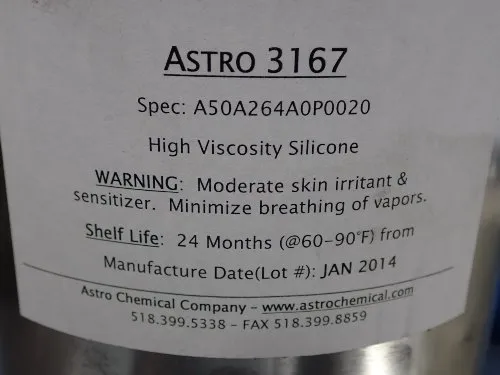 ASTRO 3167
Spec: A50A264A0P0020
High Viscosity Silicone
WARNING: Moderate skin irritant &
sensitizer. Minimize breathing of vapors.
Shelf Life: 24 Months (@60-90°F) from
Manufacture Date(Lot #): JAN 2014
Astro Chemical Company - www.astrochemical.com
518.399.5338 - FAX 518.399.8859